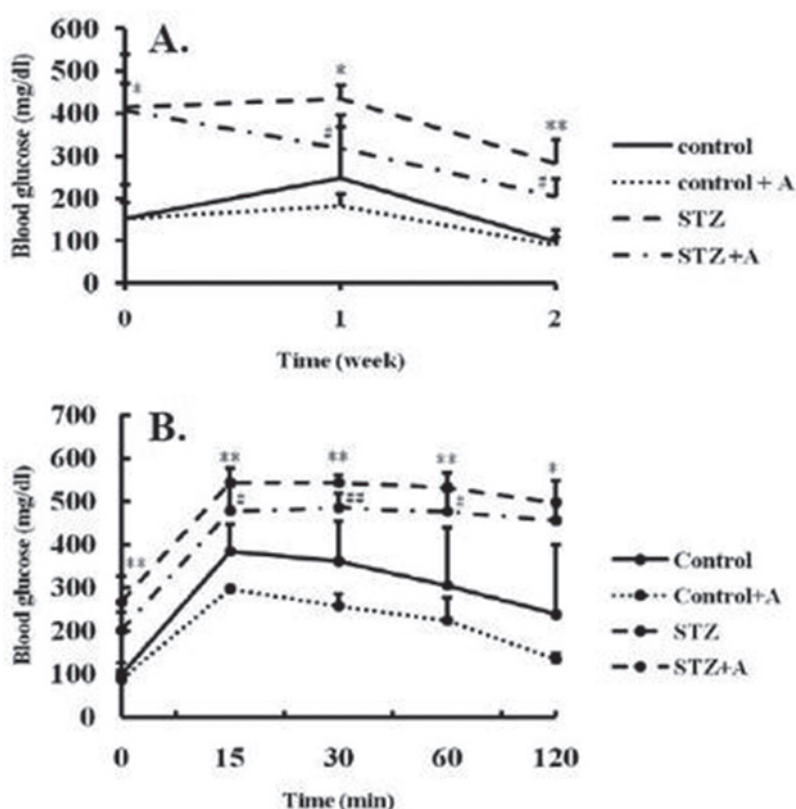 A.
Blood glucose (mg/dl)
600
500
400
300
200
100
0
*
*
**
0 1 2
Time (week)
control
control + A
STZ
STZ+A
B.
Blood glucose (mg/dl)
700
600
500
400
300
200
100
0
**
**
**
**
*
0 15 30 60 120
Time (min)
Control
Control+A
STZ
STZ+A